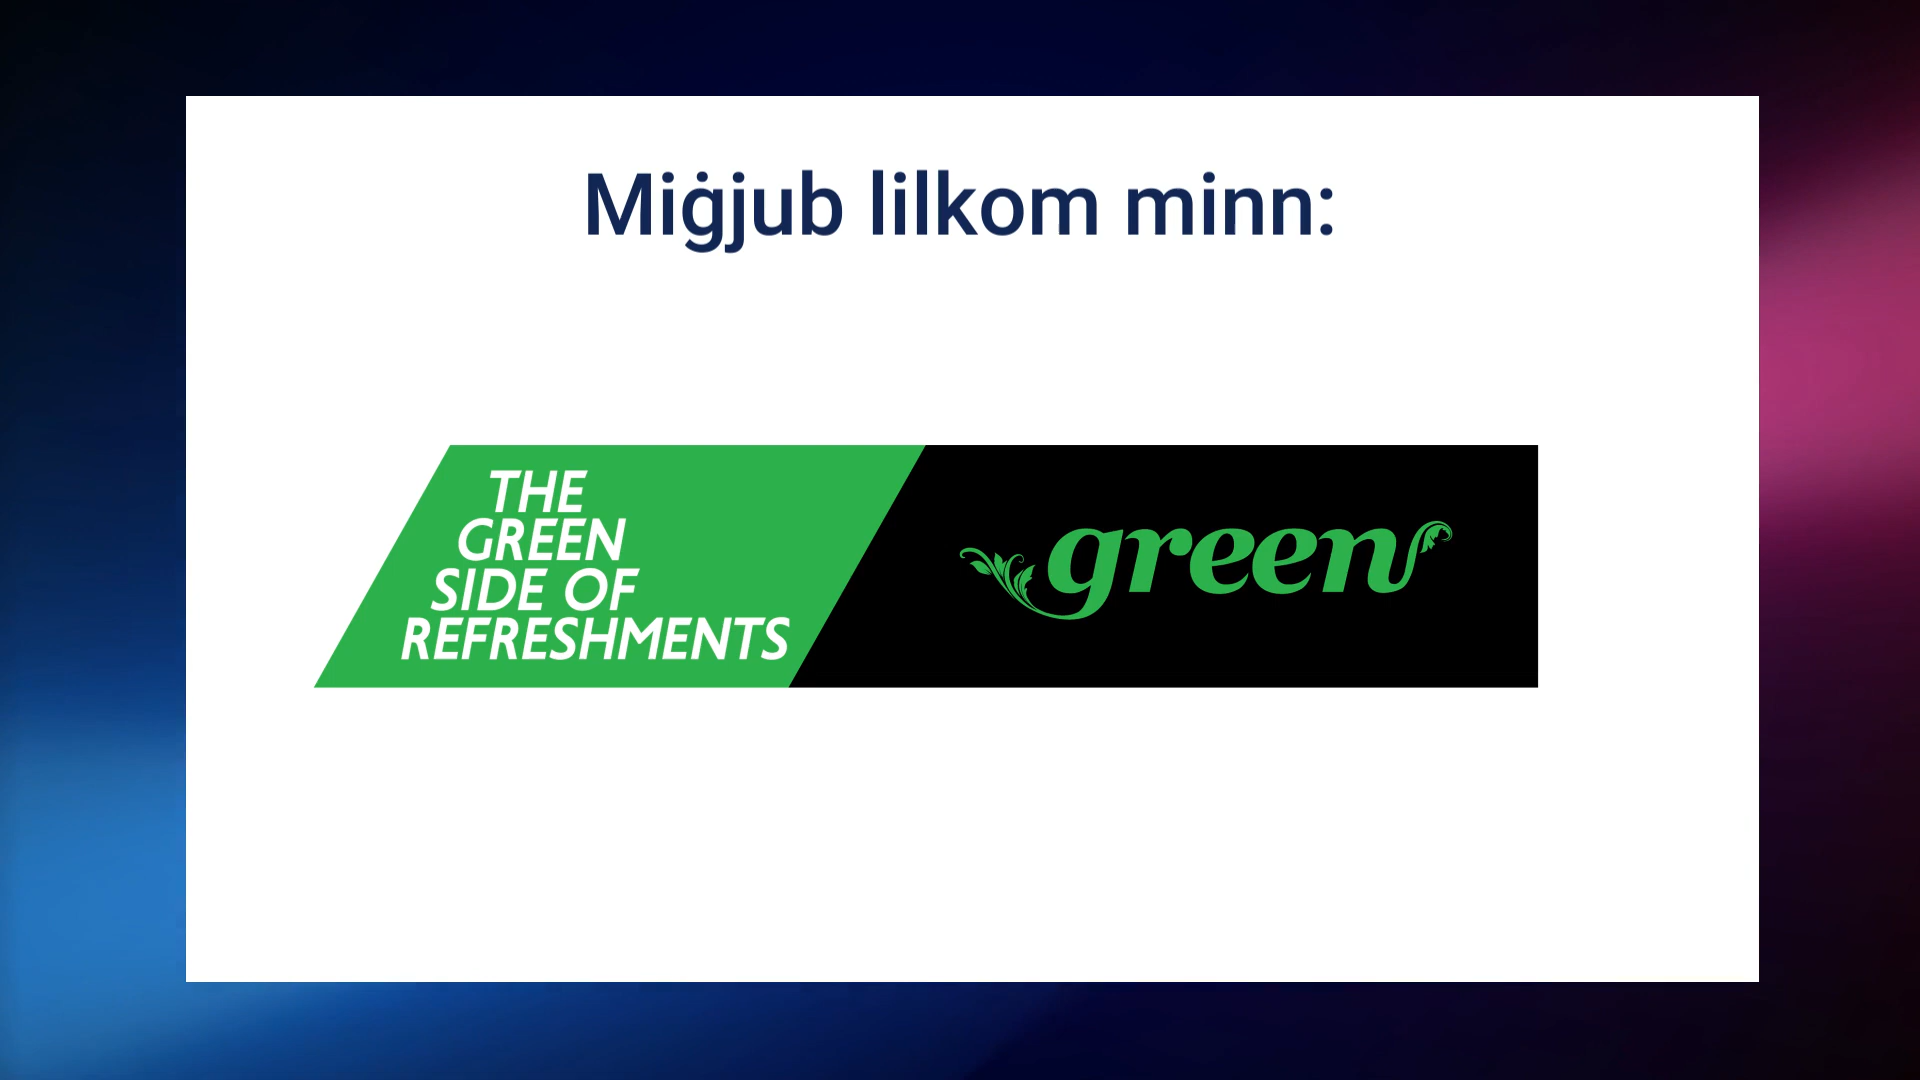 Miġjub lilkom minn:
THE
GREEN
SIDE OF
REFRESHMENTS
green